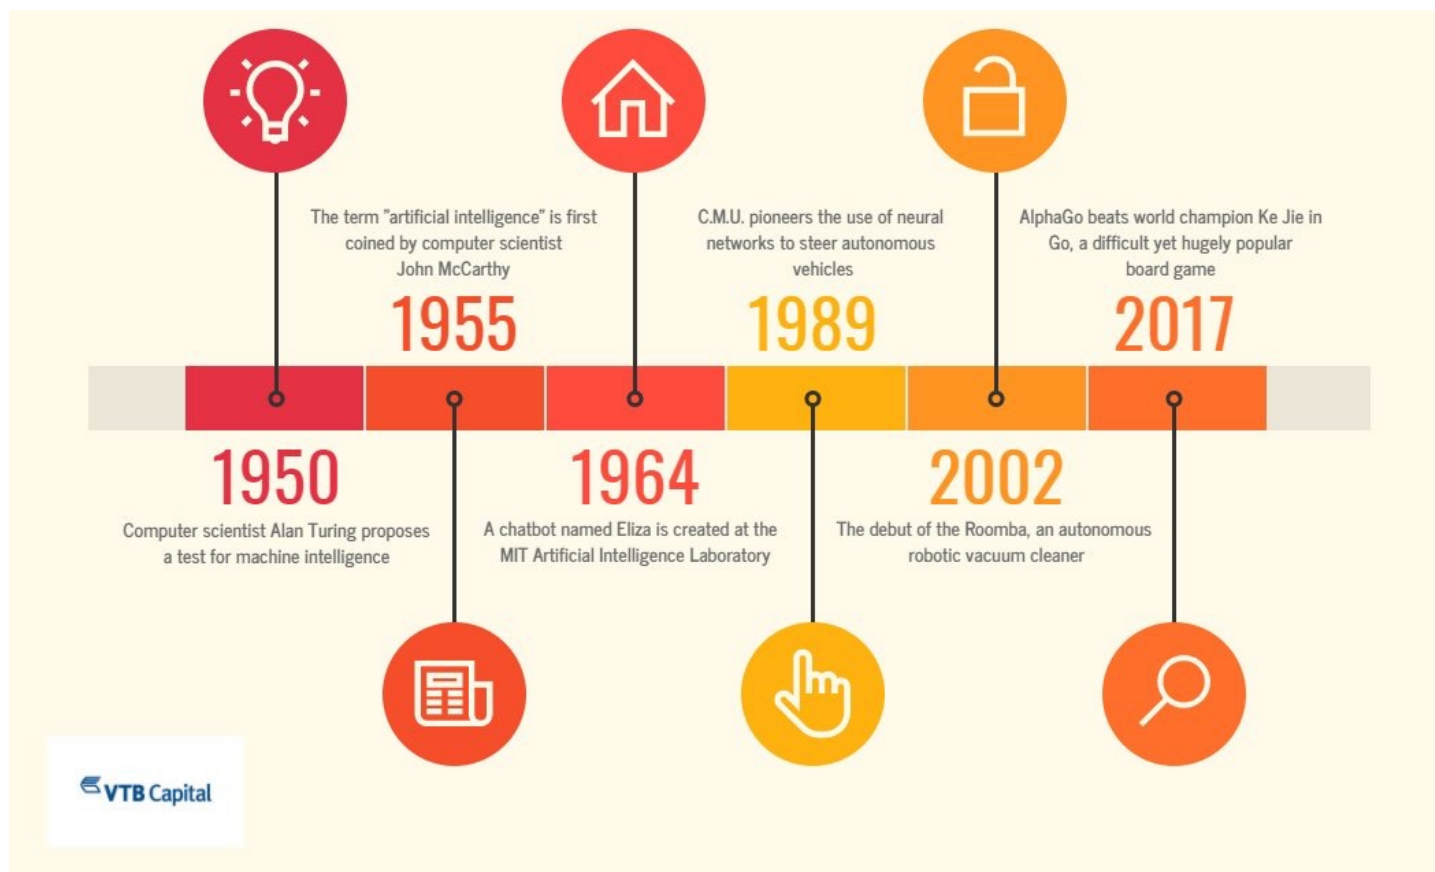 The term "artificial intelligence" is first
coined by computer scientist
John McCarthy
1955
C.M.U. pioneers the use of neural
networks to steer autonomous
vehicles
1989
AlphaGo beats world champion Ke Jie in
Go, a difficult yet hugely popular
board game
2017
1950
Computer scientist Alan Turing proposes
a test for machine intelligence
1964
A chatbot named Eliza is created at the
MIT Artificial Intelligence Laboratory
2002
The debut of the Roomba, an autonomous
robotic vacuum cleaner
VTB Capital